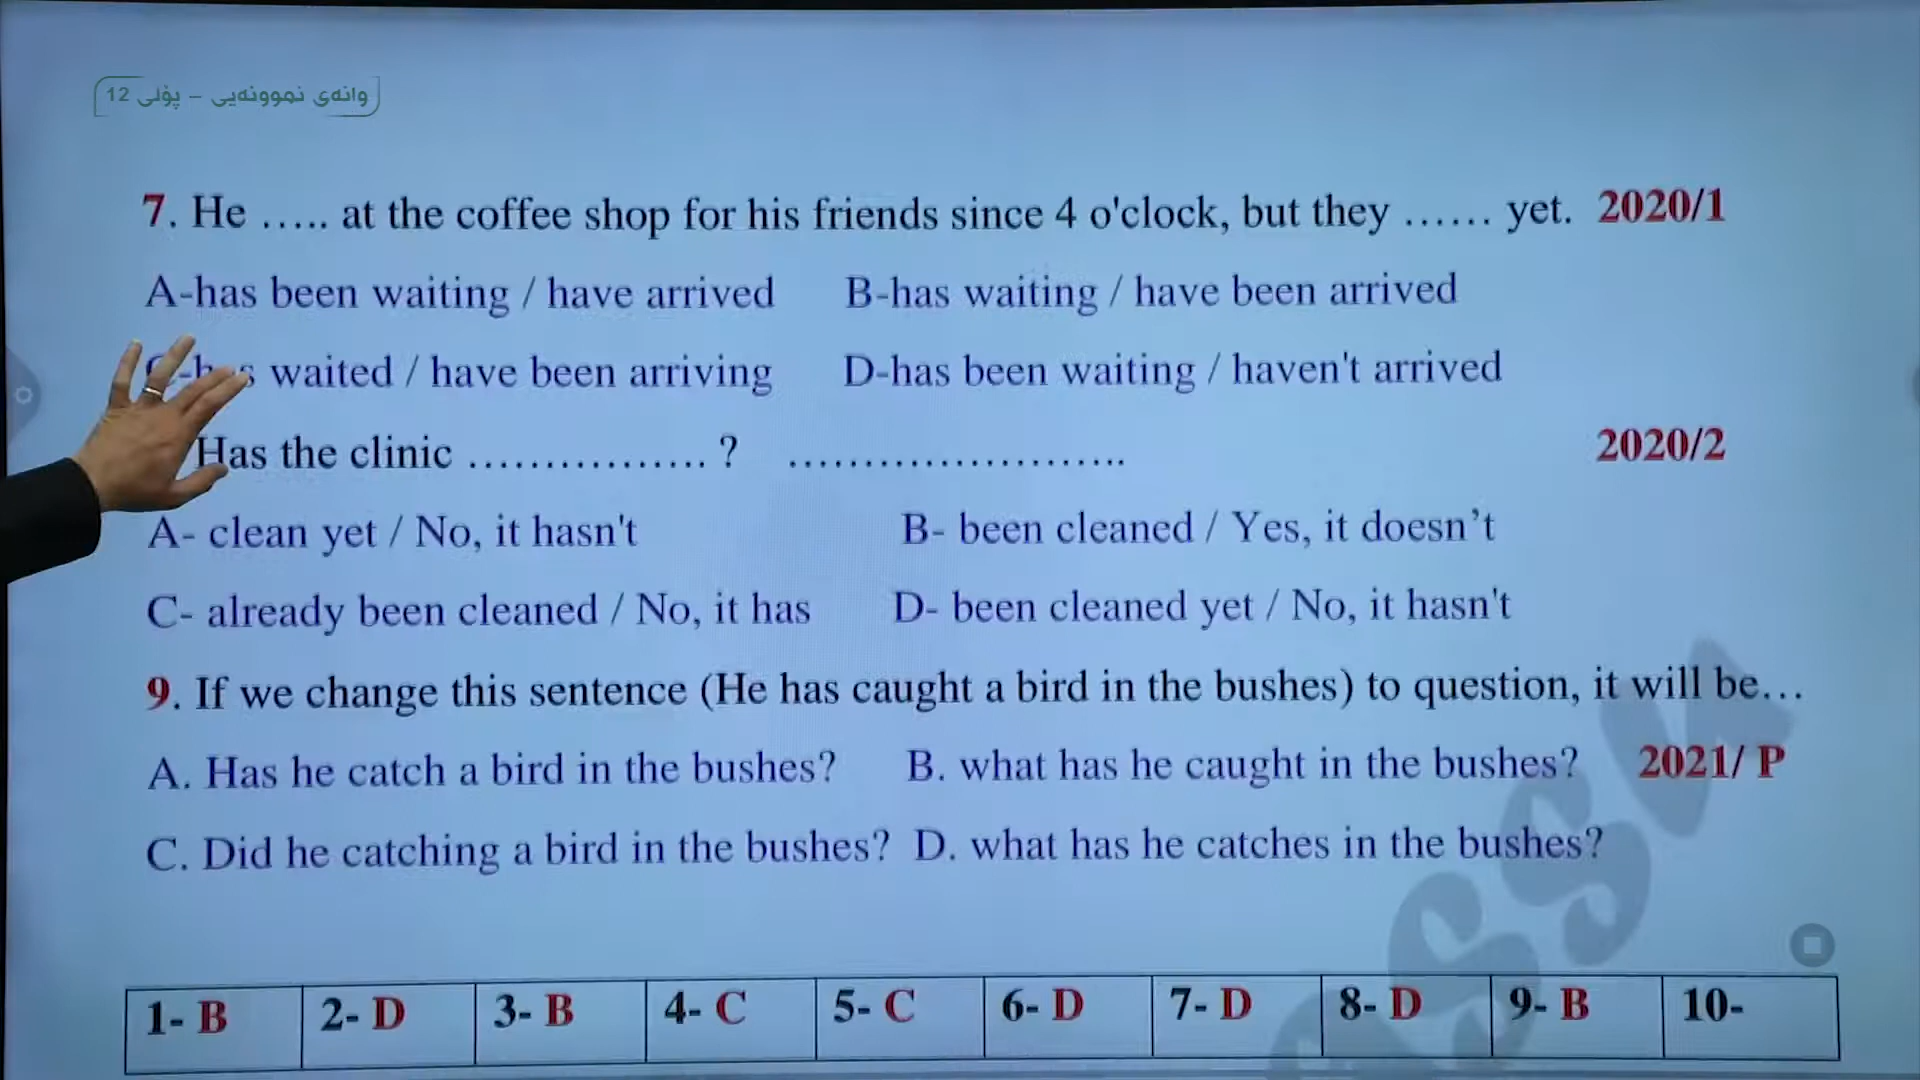 وانەی نموونەیی – پۆلی 12
7. He ..... at the coffee shop for his friends since 4 o'clock, but they ...... yet. 2020/1
A-has been waiting / have arrived B-has waiting / have been arrived
waited / have been arriving D-has been waiting / haven't arrived
Has the clinic ................ ? ...................... 2020/2
A- clean yet / No, it hasn't B- been cleaned / Yes, it doesn’t
C- already been cleaned / No, it has D- been cleaned yet / No, it hasn't
9. If we change this sentence (He has caught a bird in the bushes) to question, it will be...
A. Has he catch a bird in the bushes? B. what has he caught in the bushes? 2021/ P
C. Did he catching a bird in the bushes? D. what has he catches in the bushes?
1- B 2- D 3- B 4- C 5- C 6- D 7- D 8- D 9- B 10-